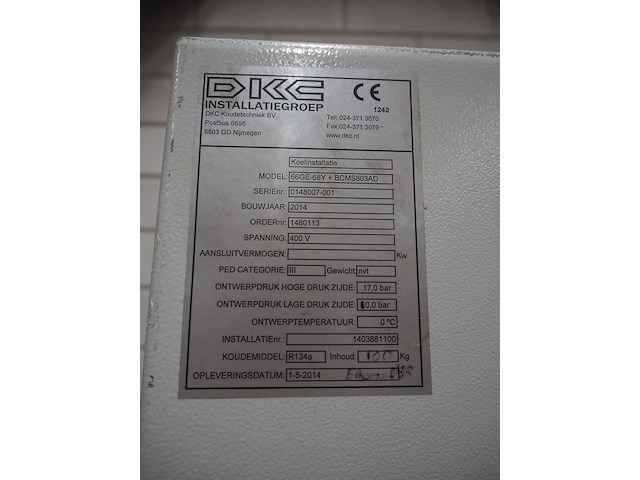 DKC CE
INSTALLATIEGROEP 1242
DKC Koudetechniek BV. Tel: 024-371 3070
Postbus 6695 Fax:024-371 3079
6503 GD Nijmegen www.dkc.nl
Koelinstallatie
MODEL: 66GE-68Y + BCMS803AD
SERIEnr.: 0148007-001
BOUWJAAR: 2014
ORDERnr: 1480113
SPANNING: 400 V
AANSLUITVERMOGEN: Kw
PED CATEGORIE: III Gewicht: nvt
ONTWERPDRUK HOGE DRUK ZIJDE: 17,0 bar
ONTWERPDRUK LAGE DRUK ZIJDE: 0,0 bar
ONTWERPTEMPERATUUR: 0 ºC
INSTALLATIEnr.: 1403881100
KOUDEMIDDEL: R134a Inhoud: 100 Kg
OPLEVERINGSDATUM: 1-5-2014